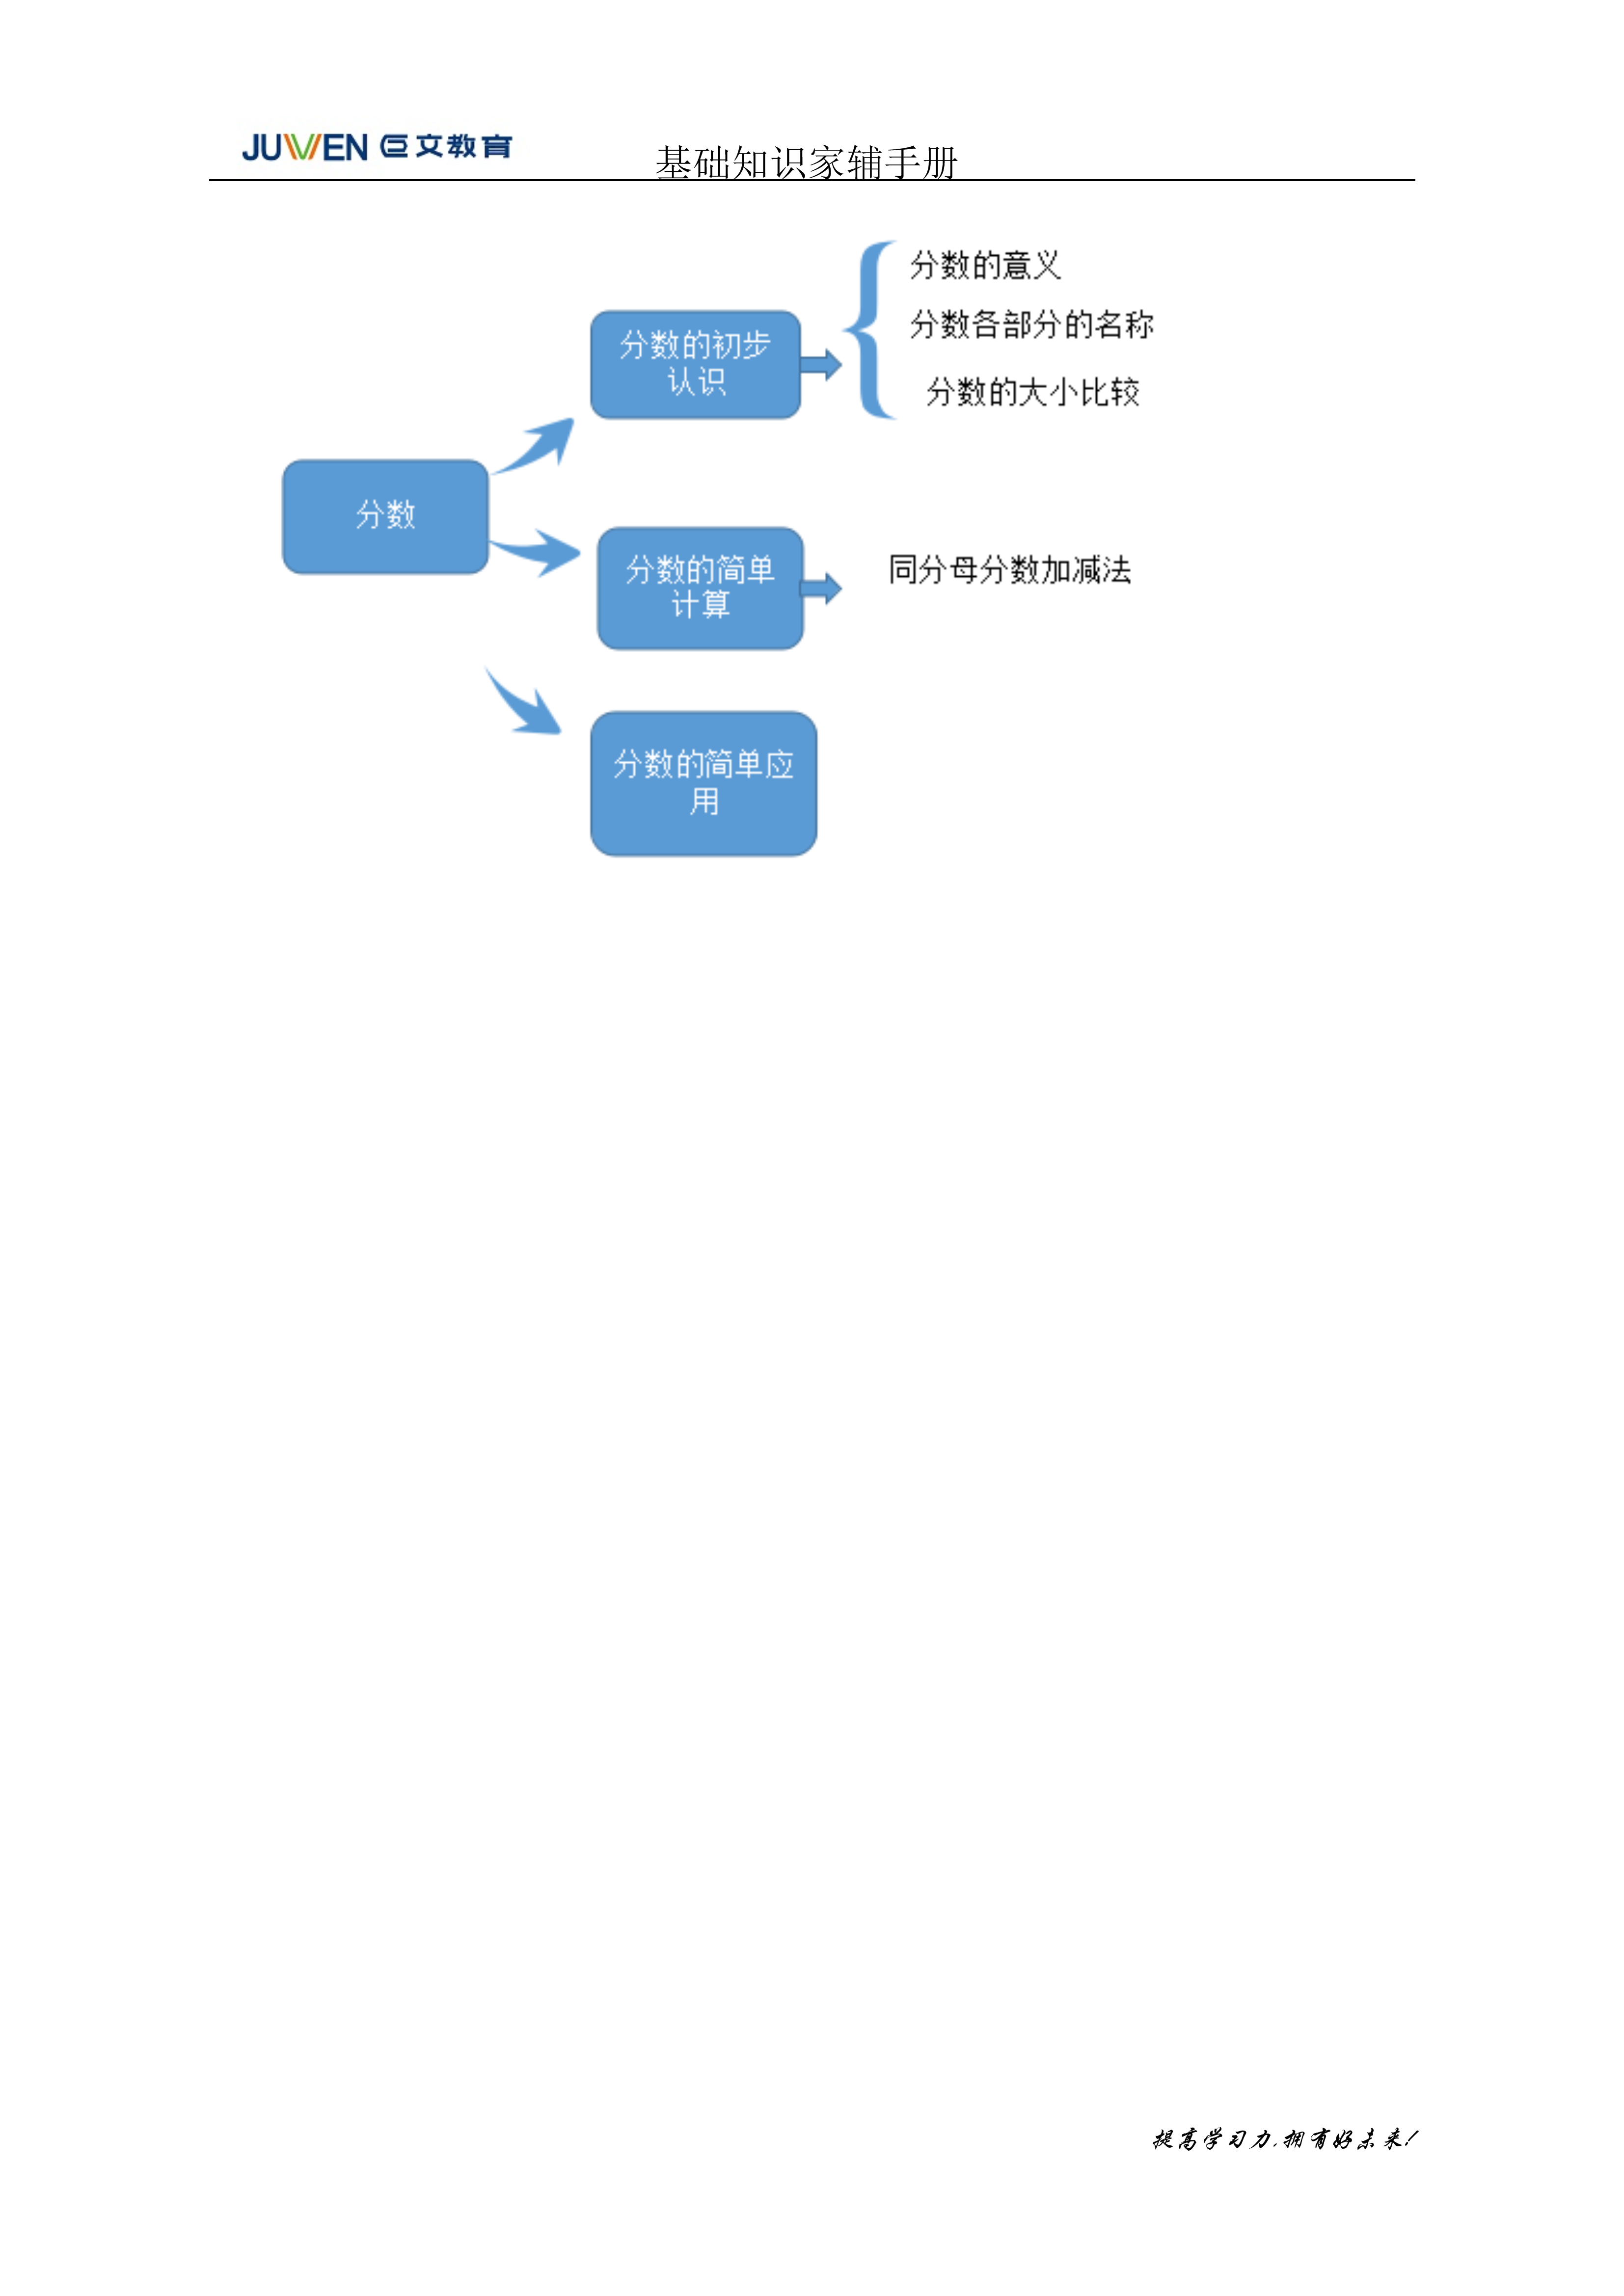 JUWEN 巨文教育
基础知识家辅手册
分数的意义
分数各部分的名称
分数的大小比较
分数的初步
认识
分数
分数的简单
计算
同分母分数加减法
分数的简单应
用
提高学习力,拥有好未来!